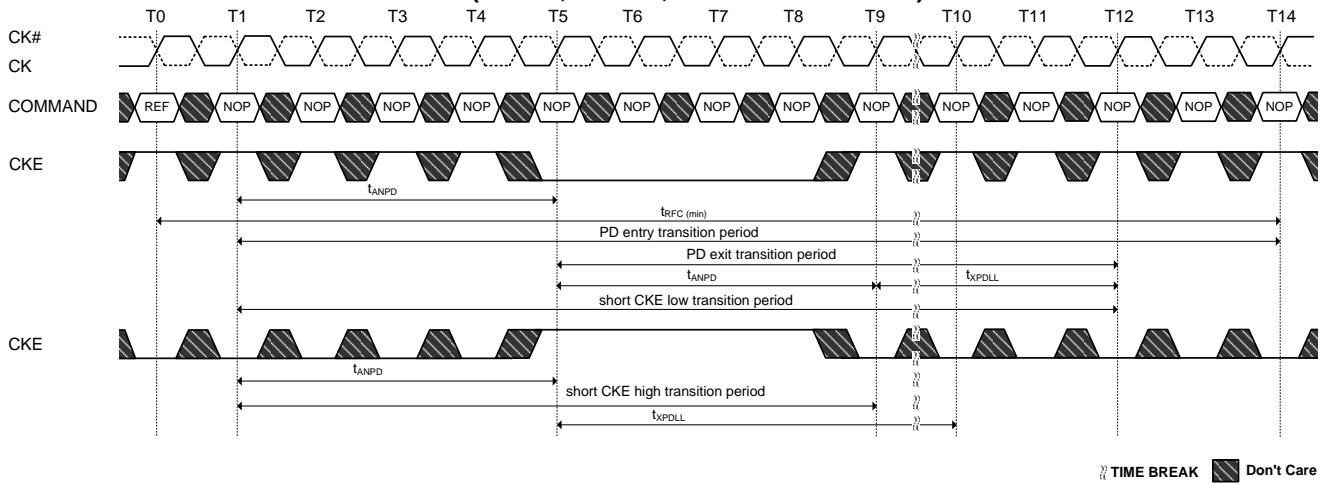 T0 T1 T2 T3 T4 T5 T6 T7 T8 T9 T10 T11 T12 T13 T14
CK#
CK
COMMAND REF NOP NOP NOP NOP NOP NOP NOP NOP NOP NOP NOP NOP NOP NOP
CKE
tANPD
tRFC (min)
PD entry transition period
PD exit transition period
tANPD tXPDLL
short CKE low transition period
CKE
tANPD
short CKE high transition period
tXPDLL
TIME BREAK Don't Care